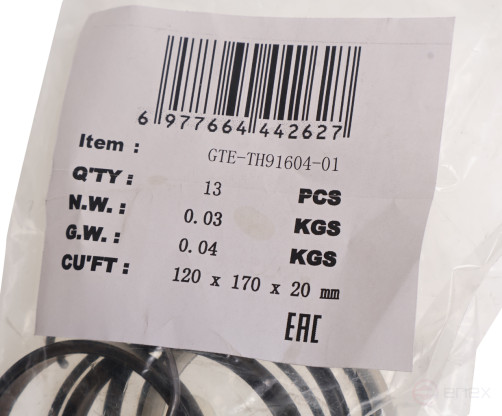 6 977664 442627
Item : GTE-TH91604-01
Q'TY : 13 PCS
N.W. : 0.03 KGS
G.W. : 0.04 KGS
CU'FT : 120 x 170 x 20 mm
EAC
enex